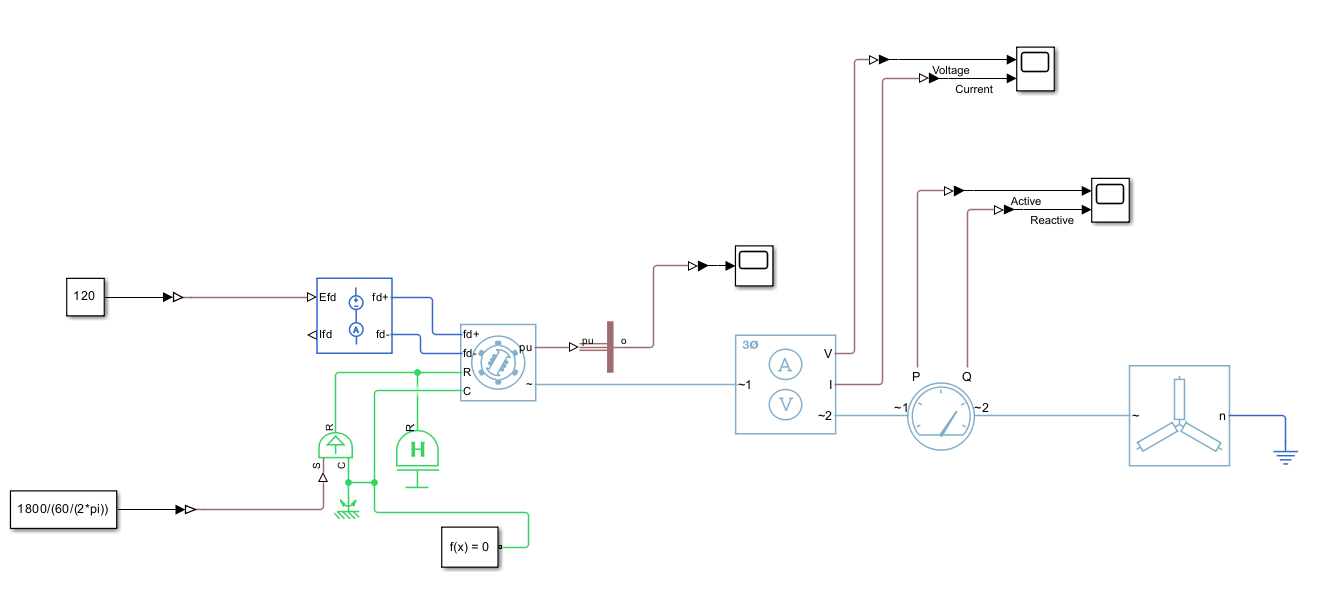 Voltage
Current
Active
Reactive
120
Efd
fd+
Ifd
fd-
A
fd+
fd-
R
C
pu
~
pu
o
3Ø
A
V
V
I
~1
~2
P
Q
~1
~2
~
n
R
S
C
R
H
1800/(60/(2*pi))
f(x) = 0